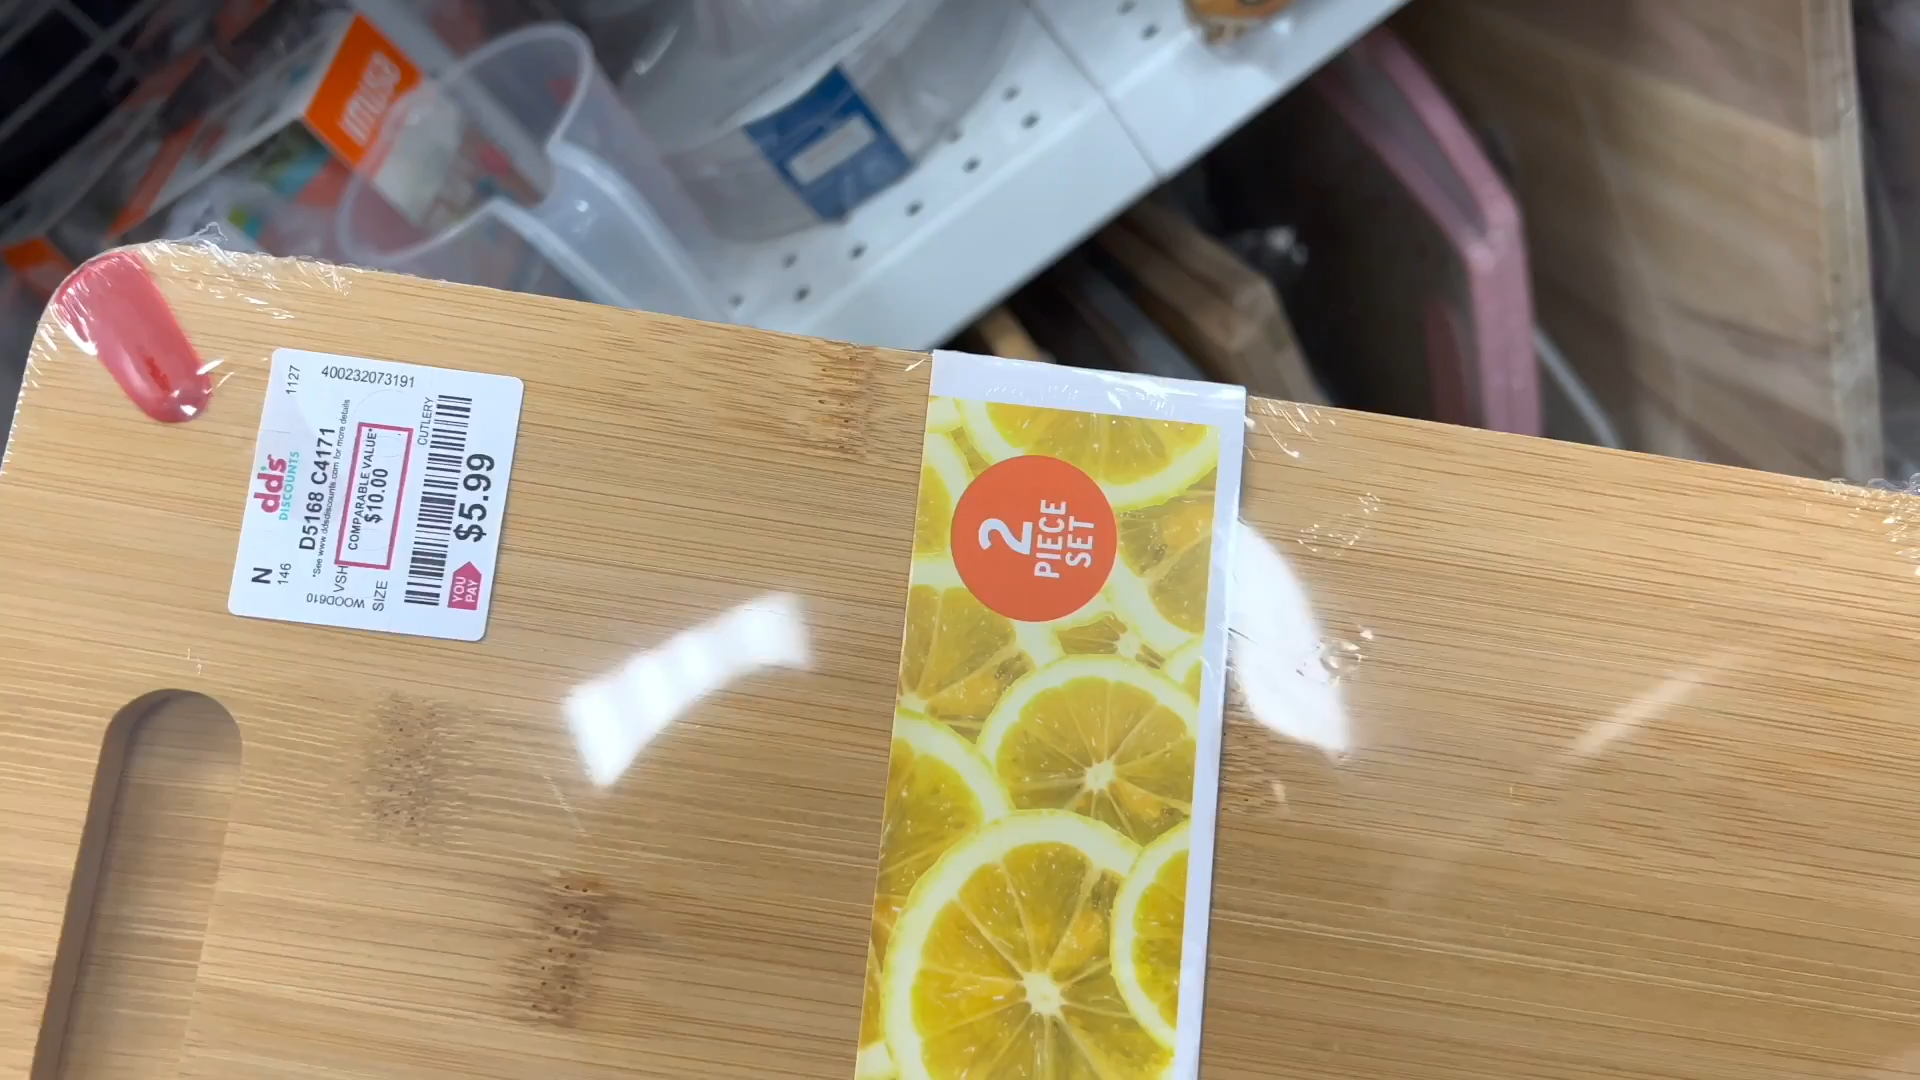 imusa
N
146
1127
400232073191
dd's
DISCOUNTS
D5168 C4171
*See www.ddsdiscounts.com for more details
COMPARABLE VALUE*
$10.00
VSH
WOOD610
SIZE
CUTLERY
YOU
PAY
$5.99
2
PIECE
SET